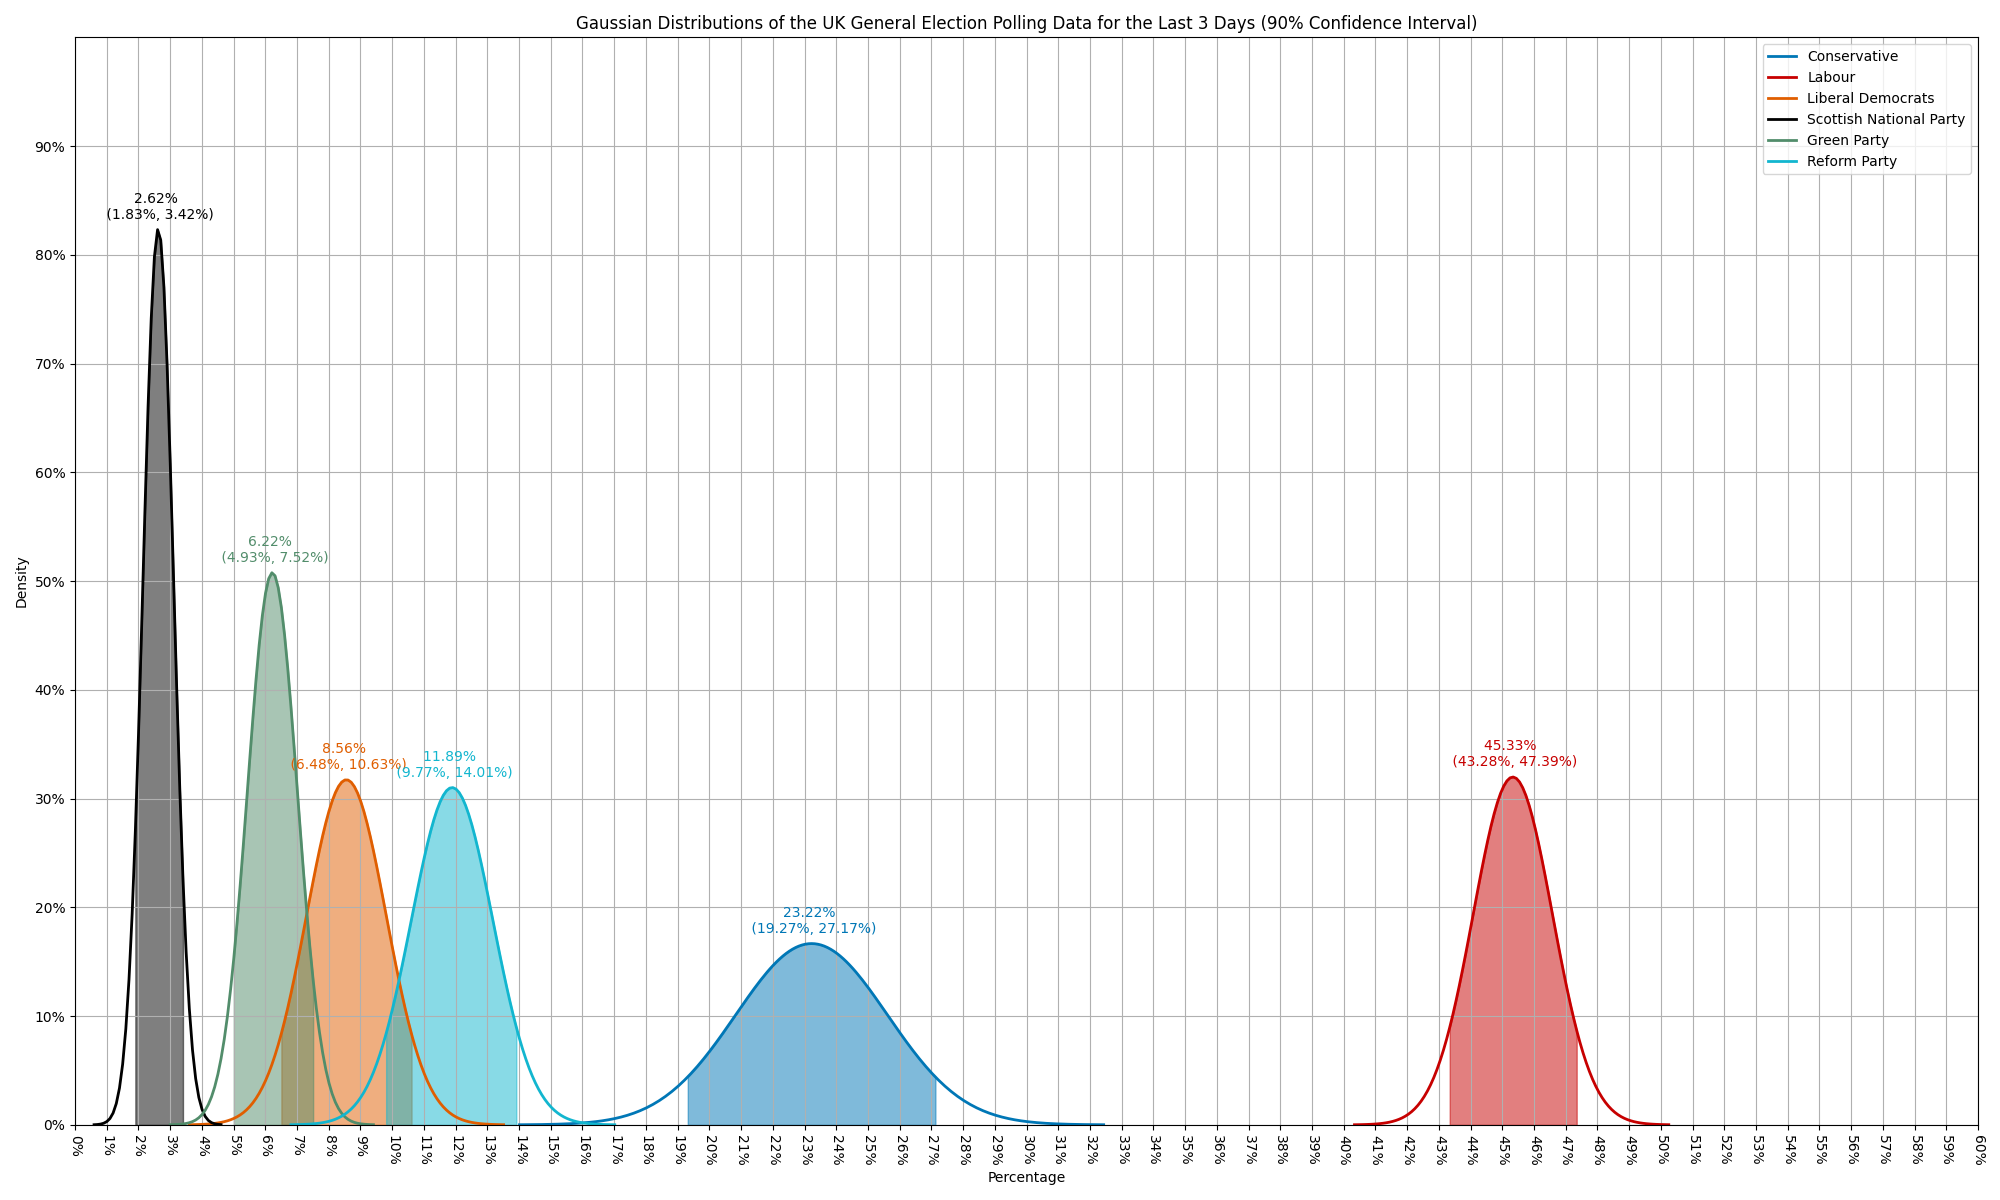 Gaussian Distributions of the UK General Election Polling Data for the Last 3 Days (90% Confidence Interval)
Conservative
Labour
Liberal Democrats
Scottish National Party
Green Party
Reform Party
90%
80%
70%
60%
50%
40%
30%
20%
10%
0%
Density
2.62%
(1.83%, 3.42%)
6.22%
(4.93%, 7.52%)
8.56%
(6.48%, 10.63%)
11.89%
(9.77%, 14.01%)
23.22%
(19.27%, 27.17%)
45.33%
(43.28%, 47.39%)
0% 1% 2% 3% 4% 5% 6% 7% 8% 9% 10% 11% 12% 13% 14% 15% 16% 17% 18% 19% 20% 21% 22% 23% 24% 25% 26% 27% 28% 29% 30% 31% 32% 33% 34% 35% 36% 37% 38% 39% 40% 41% 42% 43% 44% 45% 46% 47% 48% 49% 50% 51% 52% 53% 54% 55% 56% 57% 58% 59% 60%
Percentage